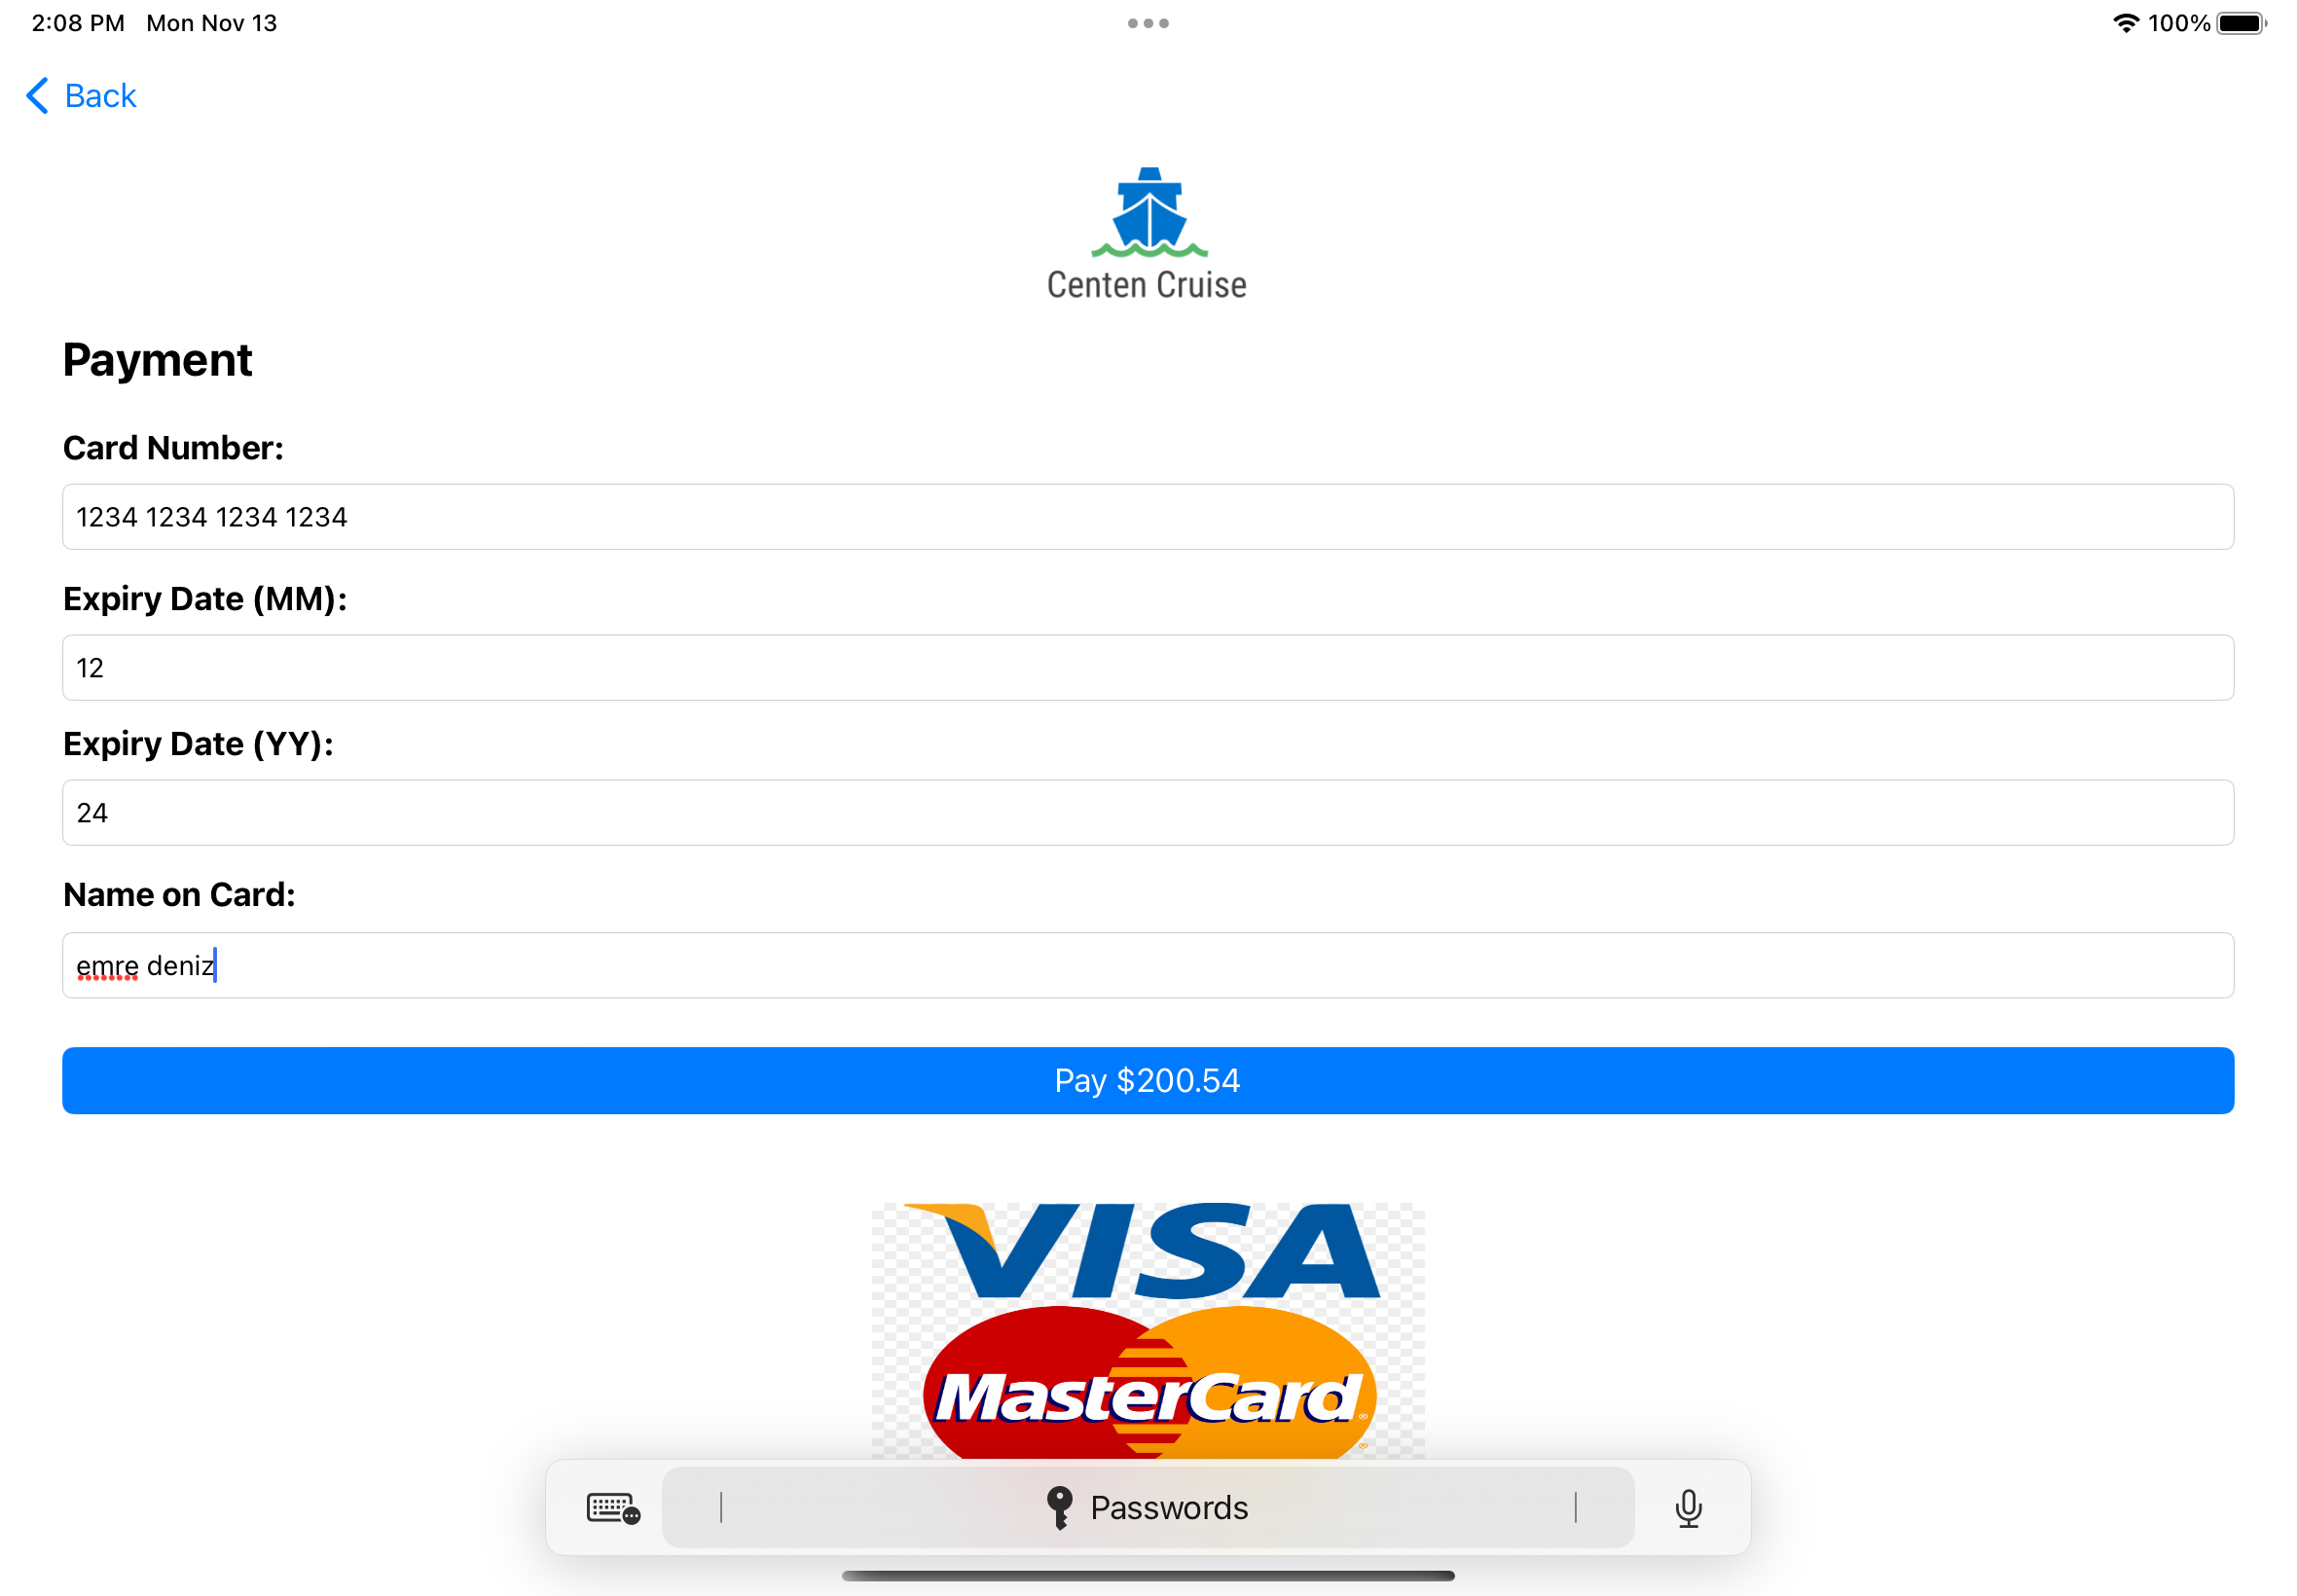 2:08 PM Mon Nov 13
100%
Back
Centen Cruise
Payment
Card Number:
1234 1234 1234 1234
Expiry Date (MM):
12
Expiry Date (YY):
24
Name on Card:
emre deniz
Pay $200.54
VISA
MasterCard®
®
Passwords